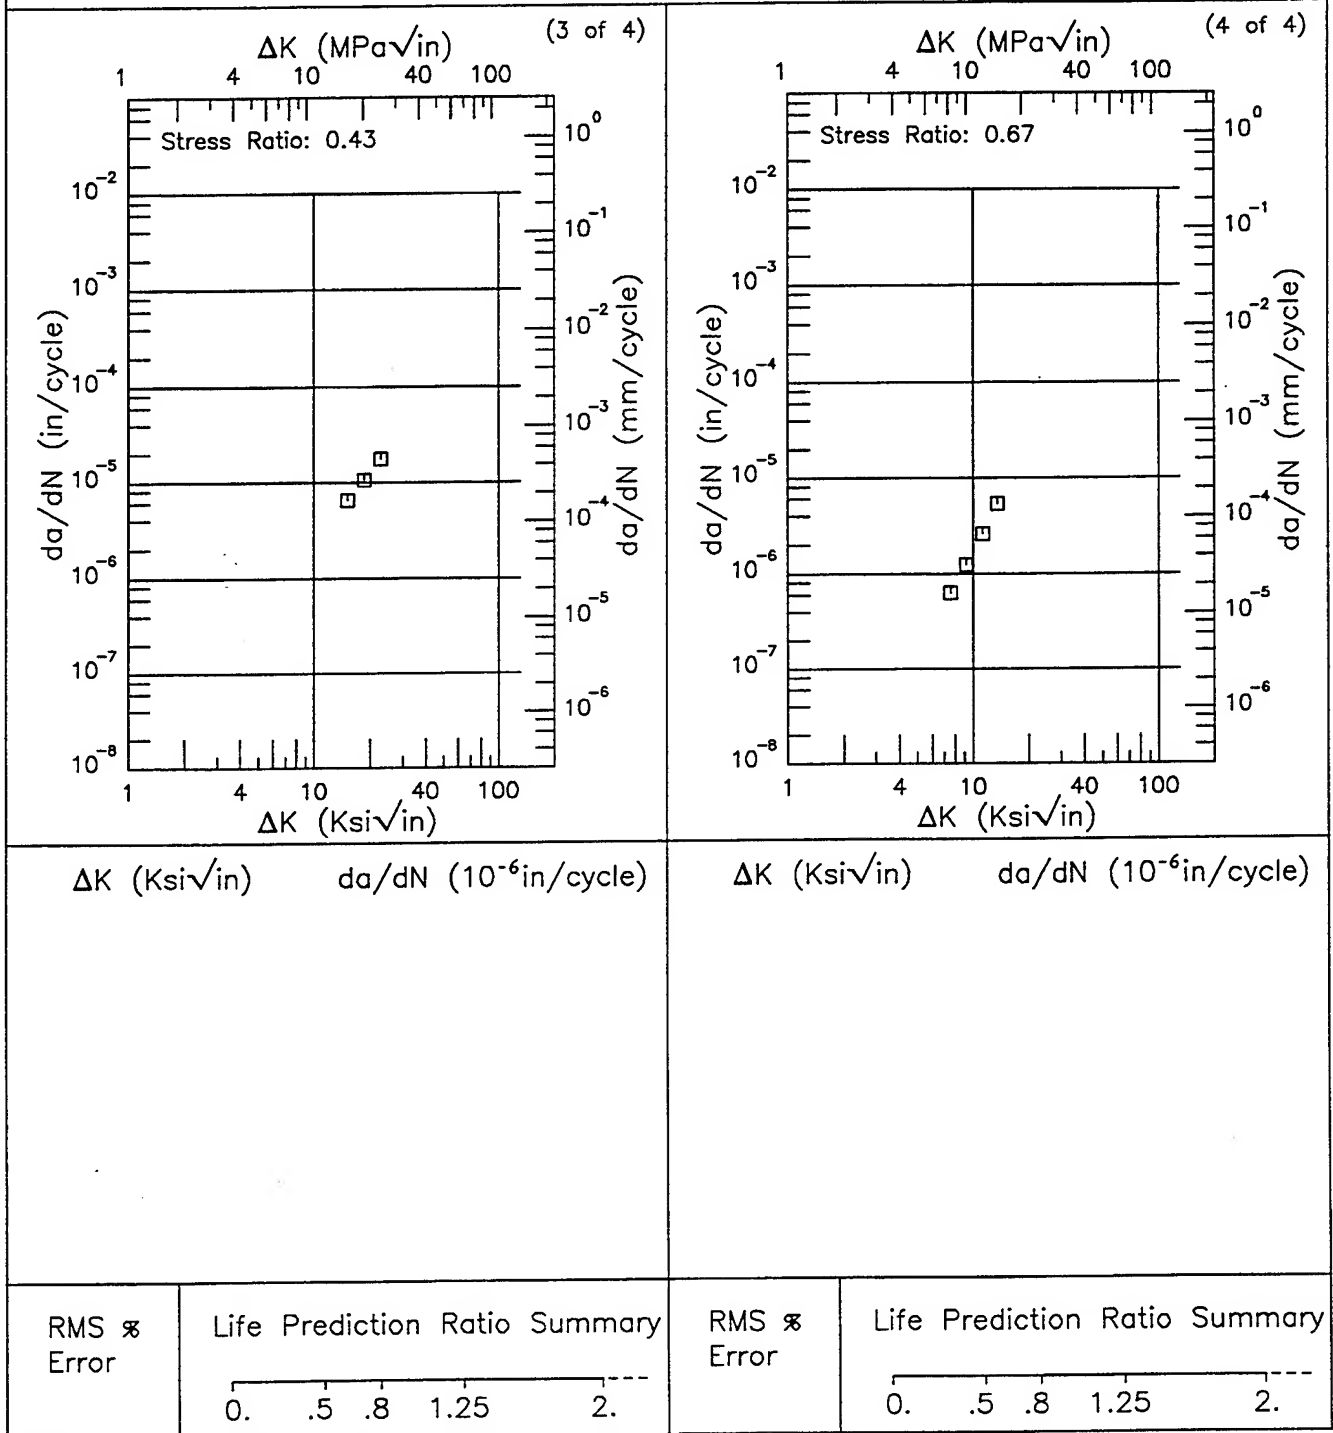 (3 of 4)
ΔK (MPa√in)
1 4 10 40 100
Stress Ratio: 0.43
10⁰
10⁻¹
10⁻²
10⁻³
10⁻⁴
10⁻⁵
10⁻⁶
da/dN (mm/cycle)
10⁻²
10⁻³
10⁻⁴
10⁻⁵
10⁻⁶
10⁻⁷
10⁻⁸
da/dN (in/cycle)
1 4 10 40 100
ΔK (Ksi√in)
ΔK (Ksi√in) da/dN (10⁻⁶in/cycle)
RMS %
Error
Life Prediction Ratio Summary
0. .5 .8 1.25 2.
(4 of 4)
ΔK (MPa√in)
1 4 10 40 100
Stress Ratio: 0.67
10⁰
10⁻¹
10⁻²
10⁻³
10⁻⁴
10⁻⁵
10⁻⁶
da/dN (mm/cycle)
10⁻²
10⁻³
10⁻⁴
10⁻⁵
10⁻⁶
10⁻⁷
10⁻⁸
da/dN (in/cycle)
1 4 10 40 100
ΔK (Ksi√in)
ΔK (Ksi√in) da/dN (10⁻⁶in/cycle)
RMS %
Error
Life Prediction Ratio Summary
0. .5 .8 1.25 2.